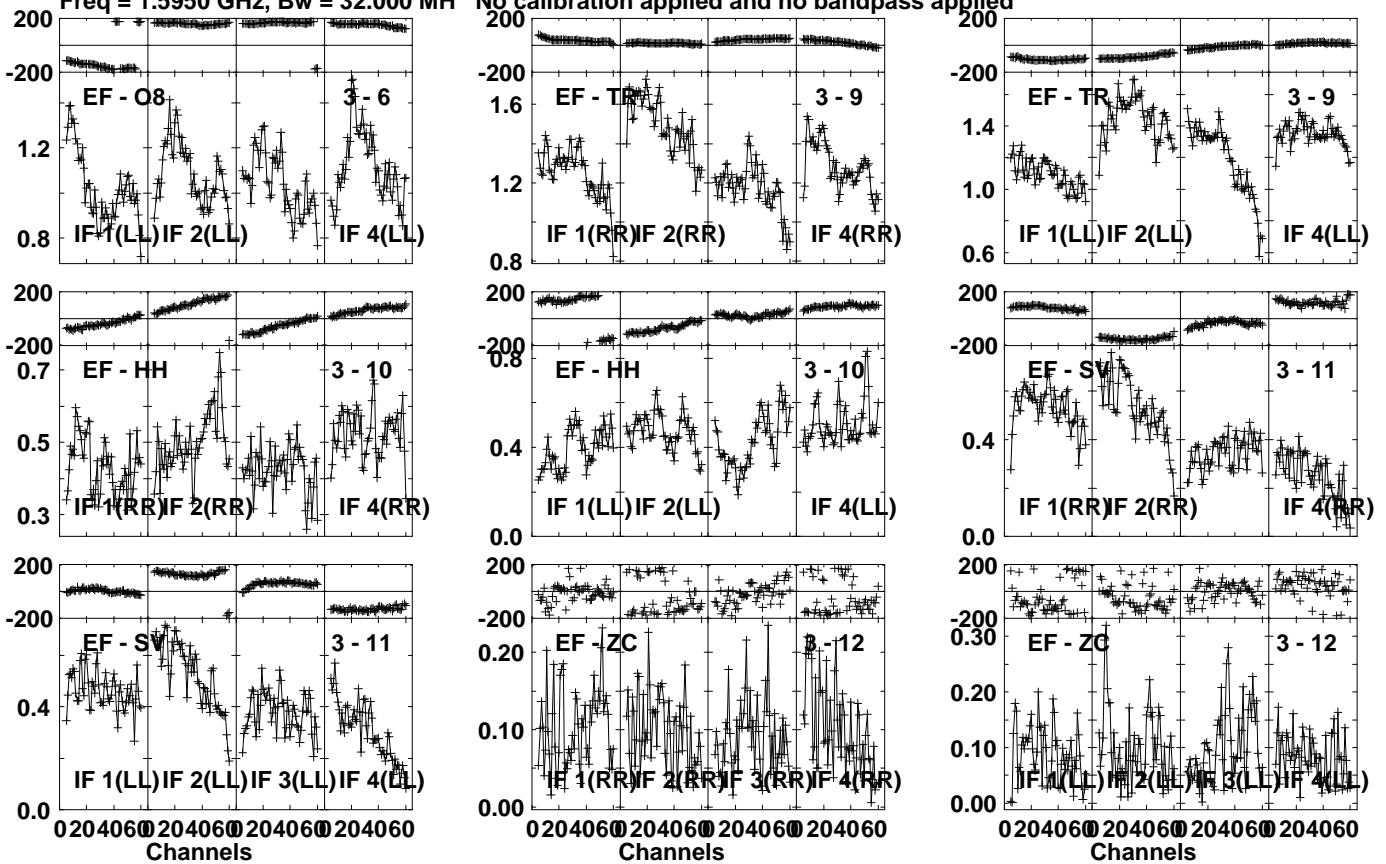 Freq = 1.5950 GHz, Bw = 32.000 MH No calibration applied and no bandpass applied
200
-200
EF - O8
3 - 6
1.2
0.8
IF 1(LL)
IF 2(LL)
IF 4(LL)
200
-200
EF - TR
3 - 9
1.6
1.2
0.8
IF 1(RR)
IF 2(RR)
IF 4(RR)
200
-200
EF - TR
3 - 9
1.4
1.0
0.6
IF 1(LL)
IF 2(LL)
IF 4(LL)
200
-200
EF - HH
3 - 10
0.7
0.5
0.3
IF 1(RR)
IF 2(RR)
IF 4(RR)
200
-200
EF - HH
3 - 10
0.8
0.4
0.0
IF 1(LL)
IF 2(LL)
IF 4(LL)
200
-200
EF - SV
3 - 11
0.4
0.0
IF 1(RR)
IF 2(RR)
IF 4(RR)
200
-200
EF - SV
3 - 11
0.4
0.0
IF 1(LL)
IF 2(LL)
IF 3(LL)
IF 4(LL)
0 20 40 60 0 20 40 60 0 20 40 60 0 20 40 60
Channels
200
-200
EF - ZC
3 - 12
0.20
0.10
0.00
IF 1(RR)
IF 2(RR)
IF 3(RR)
IF 4(RR)
0 20 40 60 0 20 40 60 0 20 40 60 0 20 40 60
Channels
200
-200
EF - ZC
3 - 12
0.30
0.20
0.10
0.00
IF 1(LL)
IF 2(LL)
IF 3(LL)
IF 4(LL)
0 20 40 60 0 20 40 60 0 20 40 60 0 20 40 60
Channels